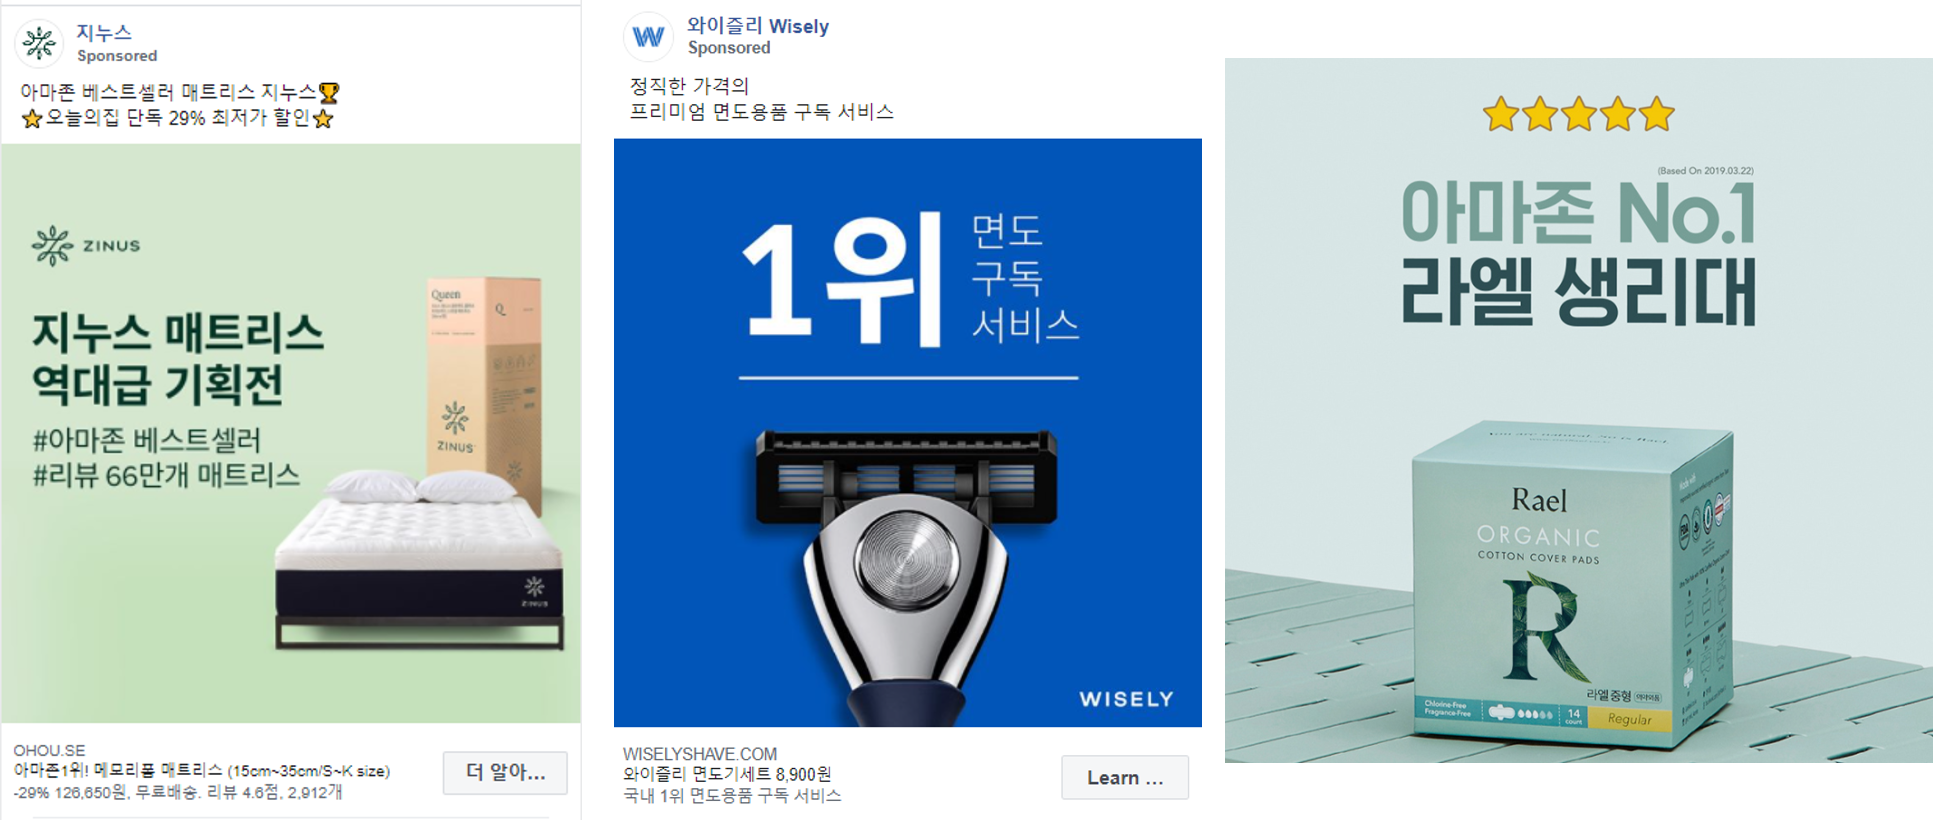 지누스
Sponsored
아마존 베스트셀러 매트리스 지누스🏆
⭐오늘의집 단독 29% 최저가 할인⭐
ZINUS
지누스 매트리스
역대급 기획전
#아마존 베스트셀러
#리뷰 66만개 매트리스
Queen
Q
ZINUS
ZINUS
OHOU.SE
아마존1위! 메모리폼 매트리스 (15cm~35cm/S~K size)
-29% 126,650원, 무료배송. 리뷰 4.6점, 2,912개
더 알아...
W
와이즐리 Wisely
Sponsored
정직한 가격의
프리미엄 면도용품 구독 서비스
1위
면도
구독
서비스
WISELY
WISELYSHAVE.COM
와이즐리 면도기세트 8,900원
국내 1위 면도용품 구독 서비스
Learn ...
(Based On 2019.03.22)
아마존 No.1
라엘 생리대
Rael
ORGANIC
COTTON COVER PADS
R
라엘 중형
Chlorine-Free
Fragrance-Free
14
count
Regular